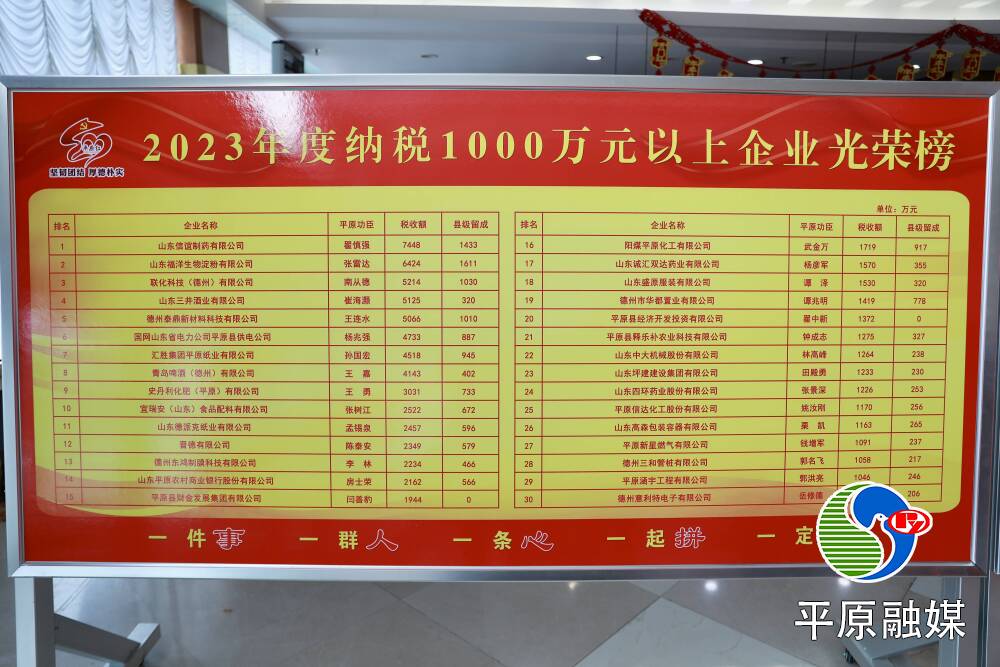 坚韧团结 厚德朴实
2023年度纳税1000万元以上企业光荣榜
单位：万元
排名 企业名称 平原功臣 税收额 县级留成
1 山东信谊制药有限公司 翟慎强 7448 1433
2 山东福洋生物淀粉有限公司 张雷达 6424 1611
3 联化科技（德州）有限公司 南从德 5214 1030
4 山东三井酒业有限公司 崔海灏 5125 320
5 德州泰鼎新材料科技有限公司 王连水 5066 1010
6 国网山东省电力公司平原县供电公司 杨兆强 4733 887
7 汇胜集团平原纸业有限公司 孙国宏 4518 945
8 青岛啤酒（德州）有限公司 王 嘉 4143 402
9 史丹利化肥（平原）有限公司 王 勇 3031 733
10 宜瑞安（山东）食品配料有限公司 张树江 2522 672
11 山东德派克纸业有限公司 孟锡泉 2457 596
12 晋德有限公司 陈泰安 2349 579
13 德州东鸿制膜科技有限公司 李 林 2234 466
14 山东平原农村商业银行股份有限公司 房士荣 2162 566
15 平原县财金发展集团有限公司 闫善豹 1944 0
排名 企业名称 平原功臣 税收额 县级留成
16 阳煤平原化工有限公司 武金万 1719 917
17 山东诚汇双达药业有限公司 杨彦军 1570 355
18 山东盛原服装有限公司 谭 泽 1530 320
19 德州市华都置业有限公司 谭兆明 1419 778
20 平原县经济开发投资有限公司 翟中新 1372 0
21 平原县释乐朴农业科技有限公司 钟成志 1275 327
22 山东中大机械股份有限公司 林高峰 1264 238
23 山东坪建建设集团有限公司 田殿勇 1233 230
24 山东四环药业股份有限公司 张景深 1226 253
25 平原信达化工股份有限公司 姚汝刚 1170 256
26 山东高森包装容器有限公司 栗 凯 1163 265
27 平原新星燃气有限公司 钱增军 1091 237
28 德州三和管桩有限公司 郭名飞 1058 217
29 平原涌宇工程有限公司 郭洪亮 1046 246
30 德州意利特电子有限公司 岳修德 206
一件事 一群人 一条心 一起拼 一定
平原融媒